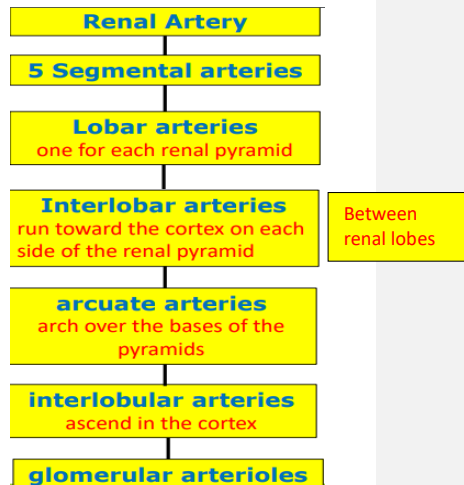 Renal Artery
5 Segmental arteries
Lobar arteries
one for each renal pyramid
Interlobar arteries
run toward the cortex on each
side of the renal pyramid
Between
renal lobes
arcuate arteries
arch over the bases of the
pyramids
interlobular arteries
ascend in the cortex
glomerular arterioles